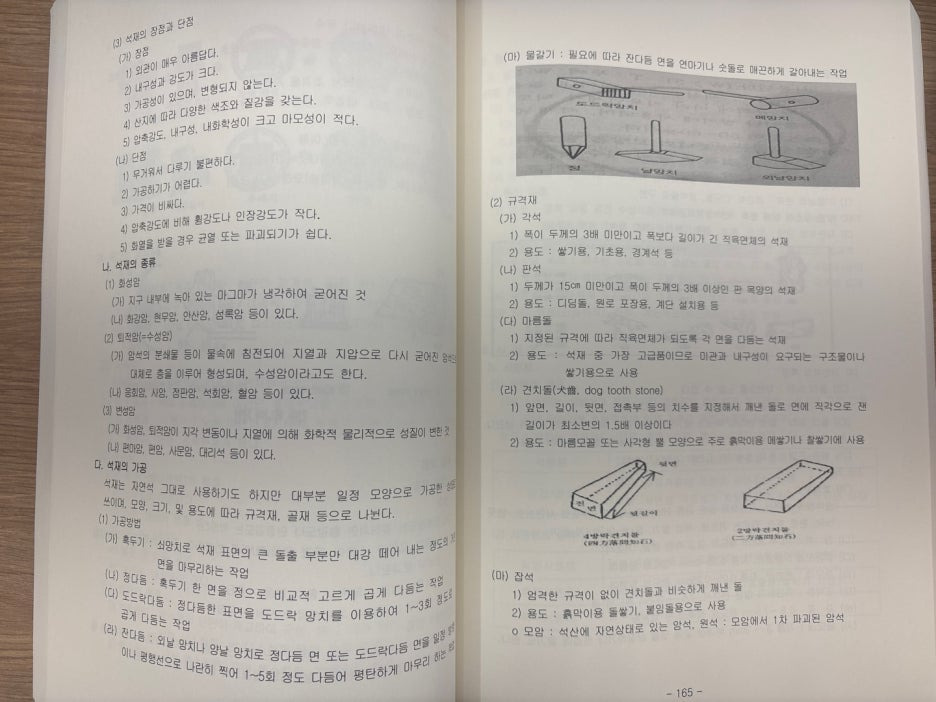 (3) 석재의 장점과 단점
(가) 장점
1) 외관이 매우 아름답다.
2) 내구성과 강도가 크다.
3) 가공성이 있으며, 변형되지 않는다.
4) 산지에 따라 다양한 색조와 질감을 갖는다.
5) 압축강도, 내구성, 내화학성이 크고 마모성이 적다.
(나) 단점
1) 무거워서 다루기 불편하다.
2) 가공하기가 어렵다.
3) 가격이 비싸다.
4) 압축강도에 비해 휨강도나 인장강도가 작다.
5) 화열을 받을 경우 균열 또는 파괴되기가 쉽다.
나. 석재의 종류
(1) 화성암
(가) 지구 내부에 녹아 있는 마그마가 냉각하여 굳어진 것
(나) 화강암, 현무암, 안산암, 섬록암 등이 있다.
(2) 퇴적암(=수성암)
(가) 암석의 분쇄물 등이 물속에 침전되어 지열과 지압으로 다시 굳어진 암석으
대체로 층을 이루어 형성되며, 수성암이라고도 한다.
(나) 응회암, 사암, 점판암, 석회암, 혈암 등이 있다.
(3) 변성암
(가) 화성암, 퇴적암이 지각 변동이나 지열에 의해 화학적 물리적으로 성질이 변한 것
(나) 편마암, 편암, 사문암, 대리석 등이 있다.
다. 석재의 가공
석재는 자연석 그대로 사용하기도 하지만 대부분 일정 모양으로 가공한
쓰이며, 모양, 크기, 및 용도에 따라 규격재, 골재 등으로 나뉜다.
(1) 가공방법
(가) 혹두기 : 쇠망치로 석재 표면의 큰 돌출 부분만 대강 떼어 내는 정도의
면을 마무리하는 작업
(나) 정다듬 : 혹두기 한 면을 정으로 비교적 고르게 곱게 다듬는 작업
(다) 도드락다듬 : 정다듬한 표면을 도드락 망치를 이용하여 1~3회 정도로
곱게 다듬는 작업
(라) 잔다듬 : 외날 망치나 양날 망치로 정다듬 면 또는 도드락다듬 면을 일정
이나 평행선으로 나란히 찍어 1~5회 정도 다듬어 평탄하게 마무리 하는
(마) 물갈기 : 필요에 따라 잔다듬 면을 연마기나 숫돌로 매끈하게 갈아내는 작업
도드락망치
메망치
정
날망치
외날망치
(2) 규격재
(가) 각석
1) 폭이 두께의 3배 미만이고 폭보다 길이가 긴 직육면체의 석재
2) 용도 : 쌓기용, 기초용, 경계석 등
(나) 판석
1) 두께가 15㎝ 미만이고 폭이 두께의 3배 이상인 판 모양의 석재
2) 용도 : 디딤돌, 원로 포장용, 계단 설치용 등
(다) 마름돌
1) 지정된 규격에 따라 직육면체가 되도록 각 면을 다듬는 석재
2) 용도 : 석재 중 가장 고급품이므로 미관과 내구성이 요구되는 구조물이나
쌓기용으로 사용
(라) 견치돌(犬齒, dog tooth stone)
1) 앞면, 길이, 뒷면, 접촉부 등의 치수를 지정해서 깨낸 돌로 면에 직각으로 잰
길이가 최소변의 1.5배 이상이다
2) 용도 : 마름모꼴 또는 사각형 뿔 모양으로 주로 흙막이용 메쌓기나 찰쌓기에 사용
뒷면
전면
뒷길이
4방락견치돌
(四方落間知石)
2방락견치돌
(二方落間知石)
(마) 잡석
1) 엄격한 규격이 없이 견치돌과 비슷하게 깨낸 돌
2) 용도 : 흙막이용 돌쌓기, 붙임돌용으로 사용
o 모암 : 석산에 자연상태로 있는 암석, 원석 : 모암에서 1차 파괴된 암석
- 165 -